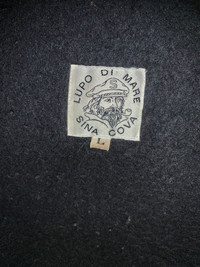 LUPO DI MARE
SINA COVA
L